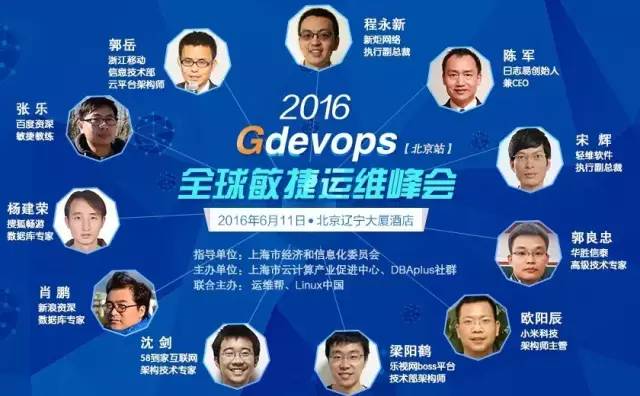 程永新
新炬网络
执行副总裁
郭岳
浙江移动
信息技术部
云平台架构师
陈军
日志易创始人
兼CEO
张乐
百度资深
敏捷教练
2016
Gdevops
【北京站】
全球敏捷运维峰会
2016年6月11日•北京辽宁大厦酒店
宋辉
轻维软件
执行副总裁
杨建荣
搜狐畅游
数据库专家
郭良忠
华胜信泰
高级技术专家
指导单位：上海市经济和信息化委员会
主办单位：上海市云计算产业促进中心、DBAplus社群
联合主办：运维帮、Linux中国
肖鹏
新浪资深
数据库专家
欧阳辰
小米科技
架构师主管
沈剑
58到家互联网
架构技术专家
梁阳鹤
乐视网boss平台
技术部架构师